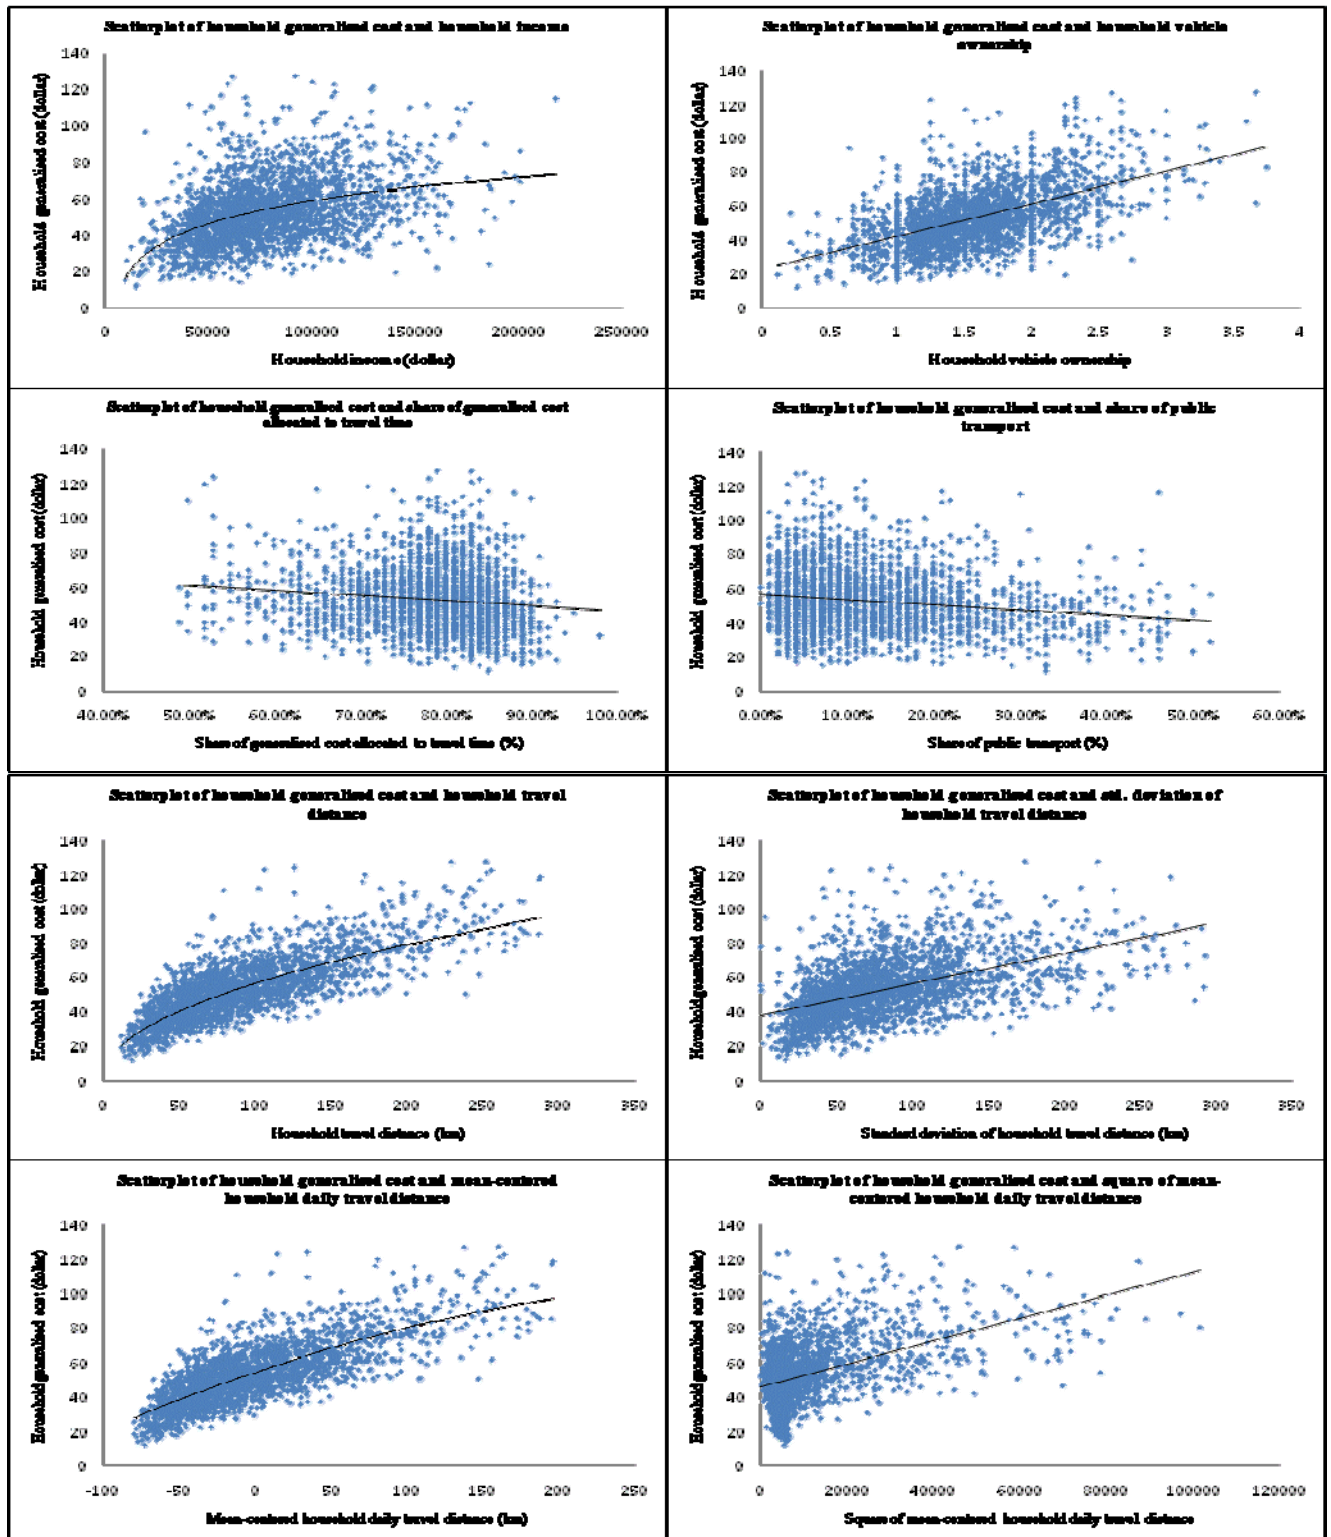 Scatterplot of household generalised cost and household income
140
120
100
80
60
40
20
0
0 50000 100000 150000 200000 250000
Household generalised cost (dollar)
Household income (dollar)
Scatterplot of household generalised cost and household vehicle
ownership
140
120
100
80
60
40
20
0
0 0.5 1 1.5 2 2.5 3 3.5 4
Household generalised cost (dollar)
Household vehicle ownership
Scatterplot of household generalised cost and share of generalised cost
allocated to travel time
140
120
100
80
60
40
20
0
40.00% 50.00% 60.00% 70.00% 80.00% 90.00% 100.00%
Household generalised cost (dollar)
Share of generalised cost allocated to travel time (%)
Scatterplot of household generalised cost and share of public
transport
140
120
100
80
60
40
20
0
0.00% 10.00% 20.00% 30.00% 40.00% 50.00% 60.00%
Household generalised cost (dollar)
Share of public transport (%)
Scatterplot of household generalised cost and household travel
distance
140
120
100
80
60
40
20
0
0 50 100 150 200 250 300 350
Household generalised cost (dollar)
Household travel distance (km)
Scatterplot of household generalised cost and std. deviation of
household travel distance
140
120
100
80
60
40
20
0
0 50 100 150 200 250 300 350
Household generalised cost (dollar)
Standard deviation of household travel distance (km)
Scatterplot of household generalised cost and mean-centered
household daily travel distance
140
120
100
80
60
40
20
0
-100 -50 0 50 100 150 200 250
Household generalised cost (dollar)
Mean-centered household daily travel distance (km)
Scatterplot of household generalised cost and square of mean-
centered household daily travel distance
140
120
100
80
60
40
20
0
0 20000 40000 60000 80000 100000 120000
Household generalised cost (dollar)
Square of mean-centered household daily travel distance